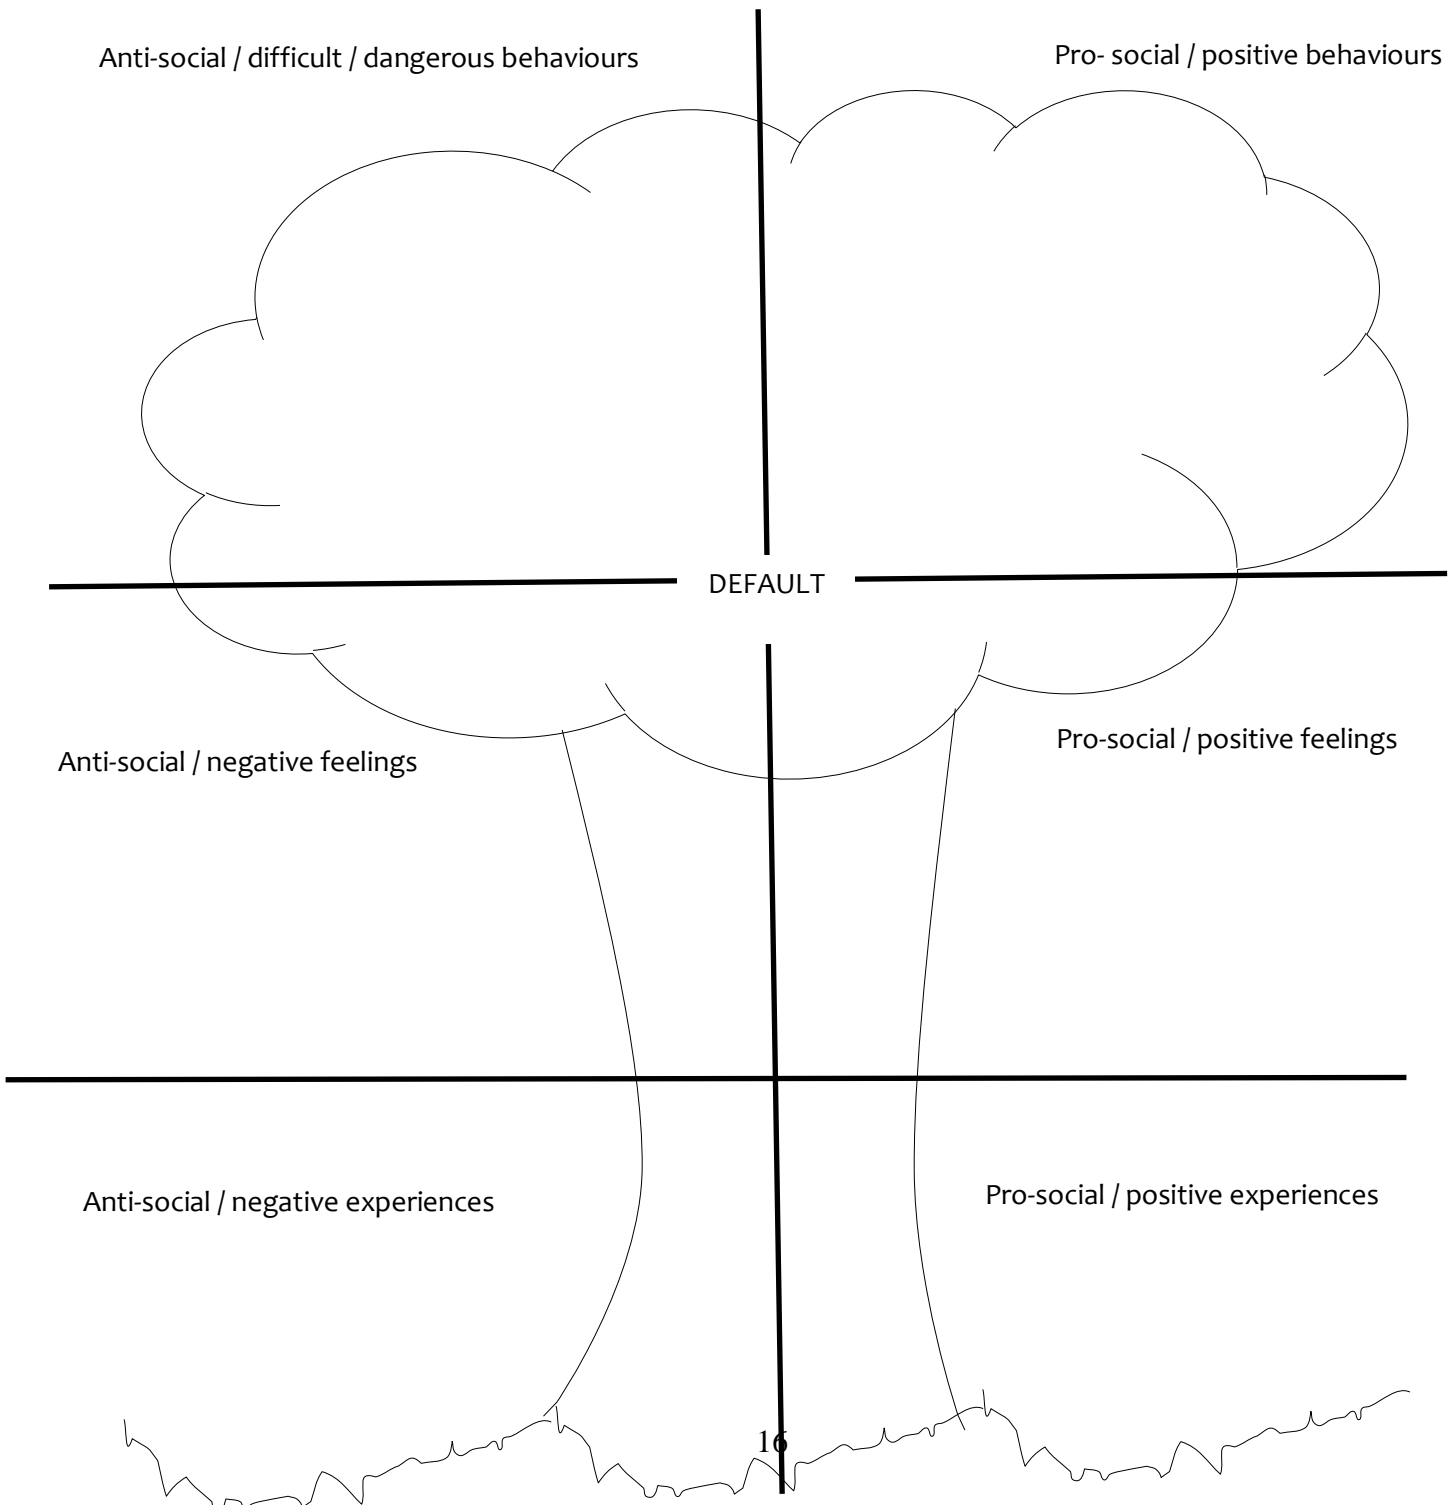 Anti-social / difficult / dangerous behaviours
Pro- social / positive behaviours
DEFAULT
Anti-social / negative feelings
Pro-social / positive feelings
Anti-social / negative experiences
Pro-social / positive experiences
16